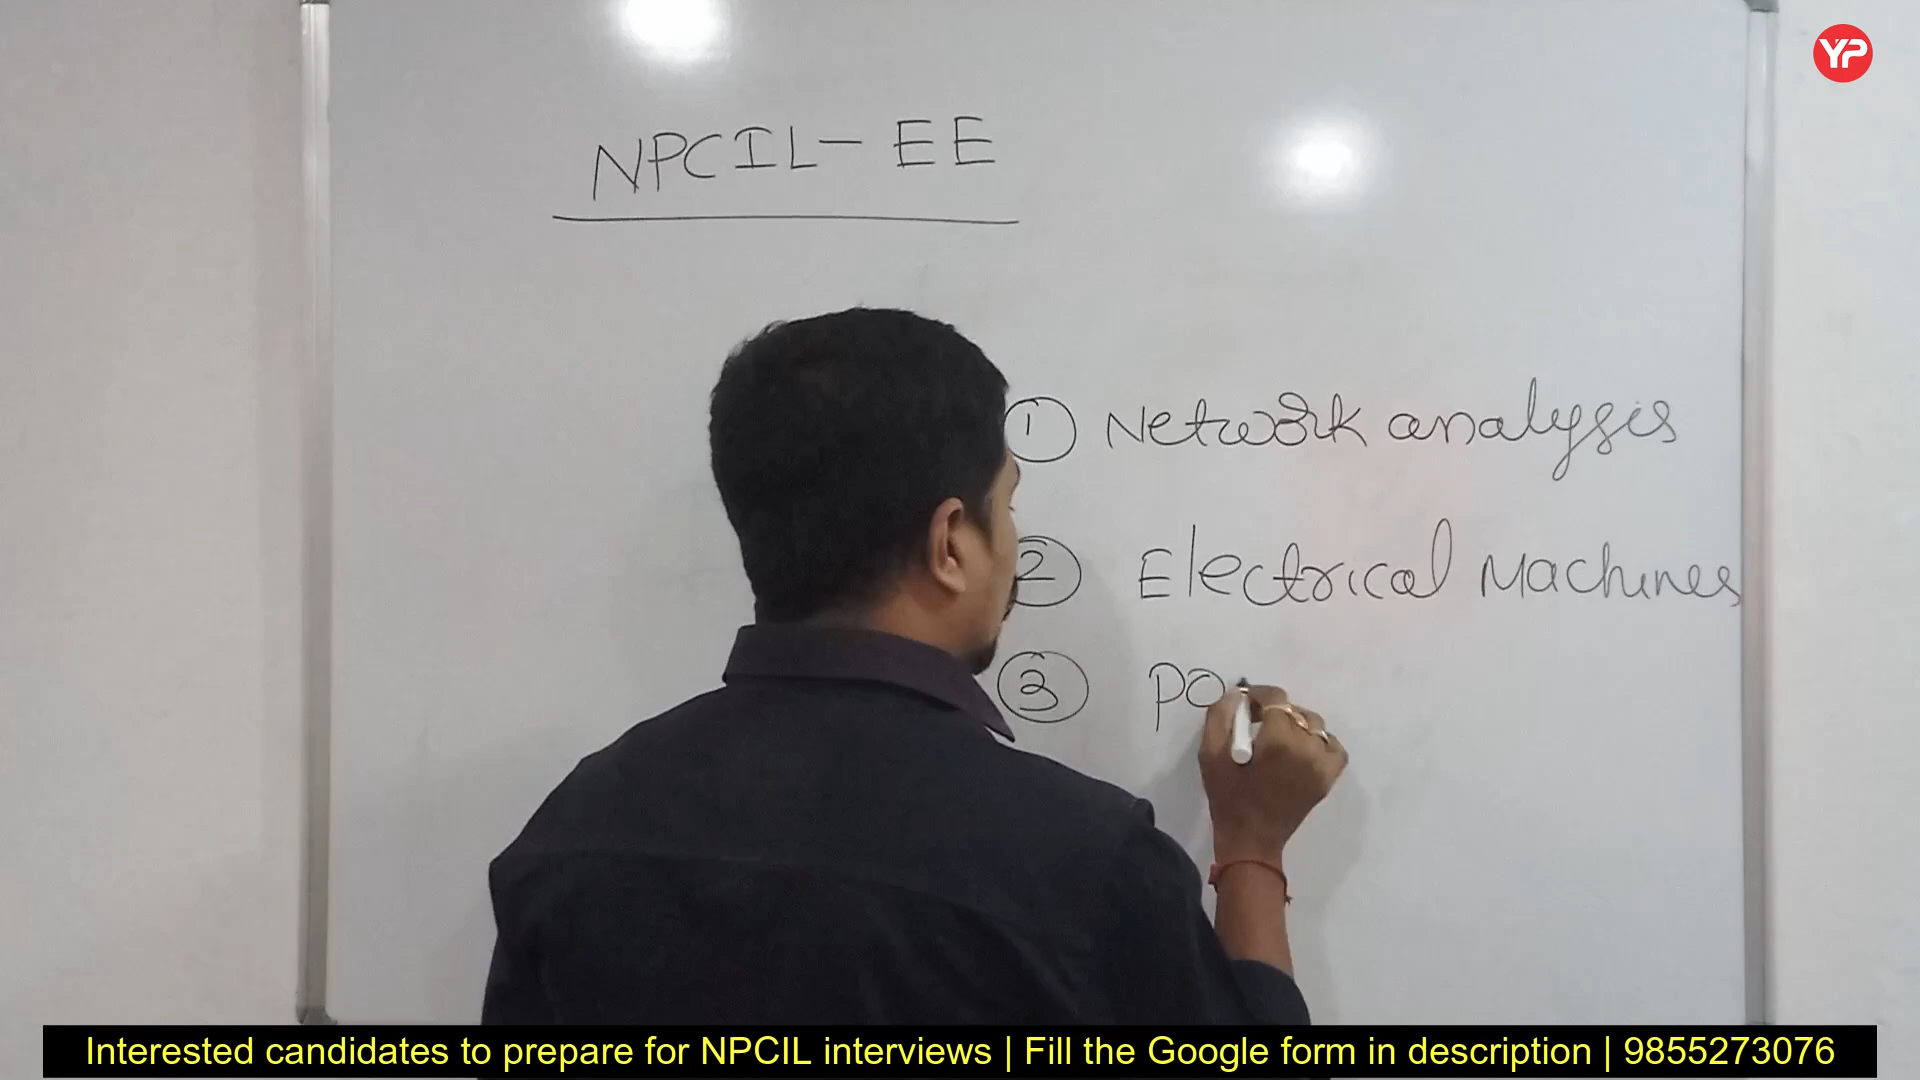 YP
NPCIL - EE
1 Network analysis
2 Electrical Machines
3 Po
Interested candidates to prepare for NPCIL interviews | Fill the Google form in description | 9855273076